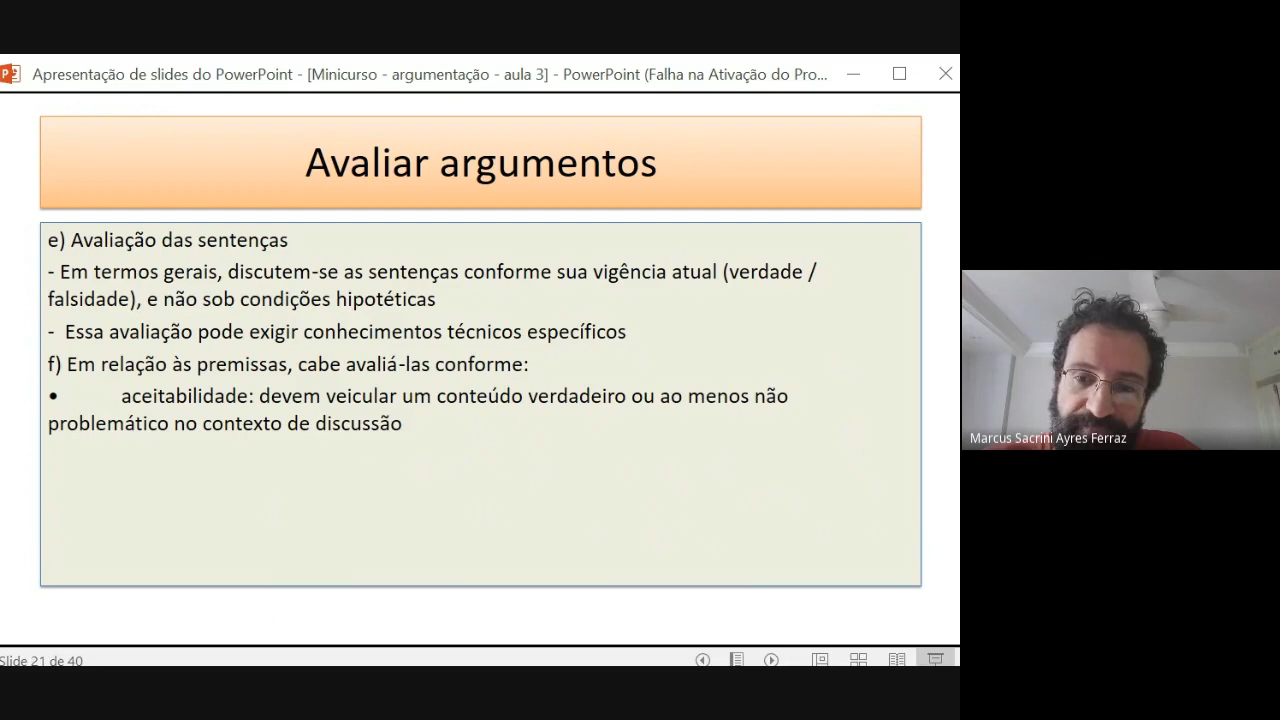 Apresentação de slides do PowerPoint - [Minicurso - argumentação - aula 3] - PowerPoint (Falha na Ativação do Pro...
Avaliar argumentos
e) Avaliação das sentenças
- Em termos gerais, discutem-se as sentenças conforme sua vigência atual (verdade /
falsidade), e não sob condições hipotéticas
- Essa avaliação pode exigir conhecimentos técnicos específicos
f) Em relação às premissas, cabe avaliá-las conforme:
• aceitabilidade: devem veicular um conteúdo verdadeiro ou ao menos não
problemático no contexto de discussão
Marcus Sacrini Ayres Ferraz
Slide 21 de 40